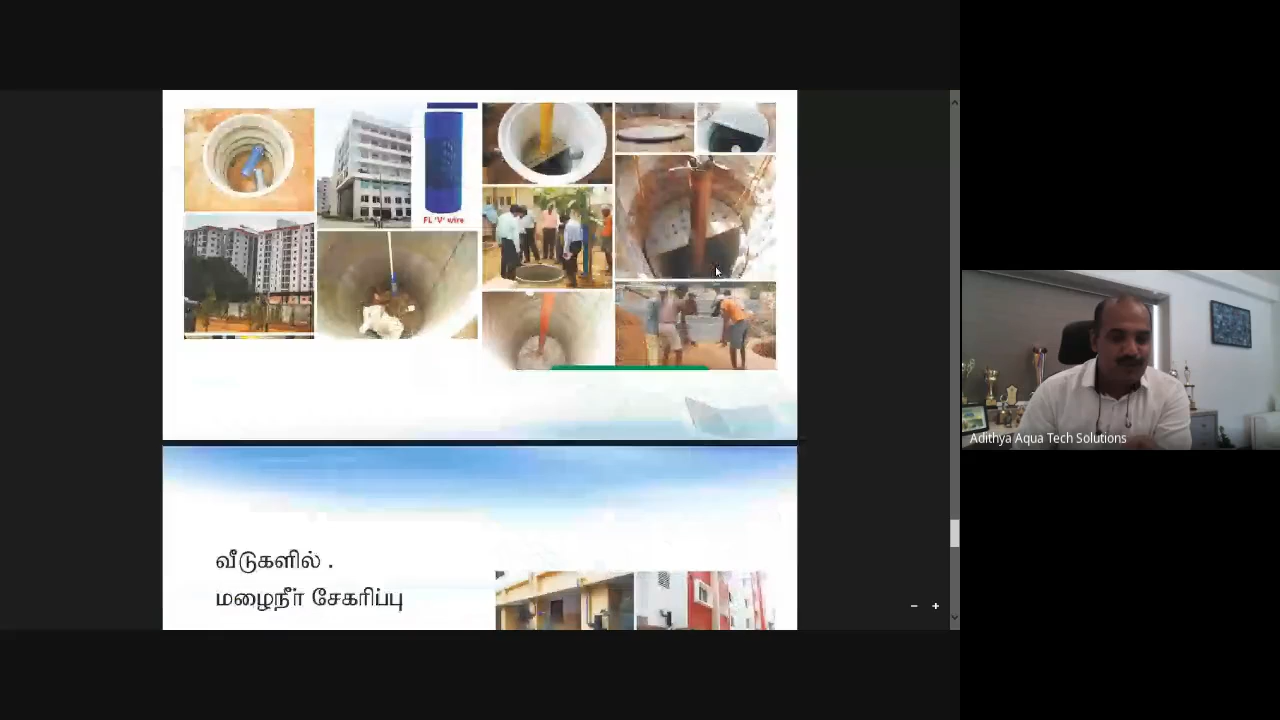 FL 'V' wire
Adithya Aqua Tech Solutions
வீடுகளில் .
மழைநீர் சேகரிப்பு